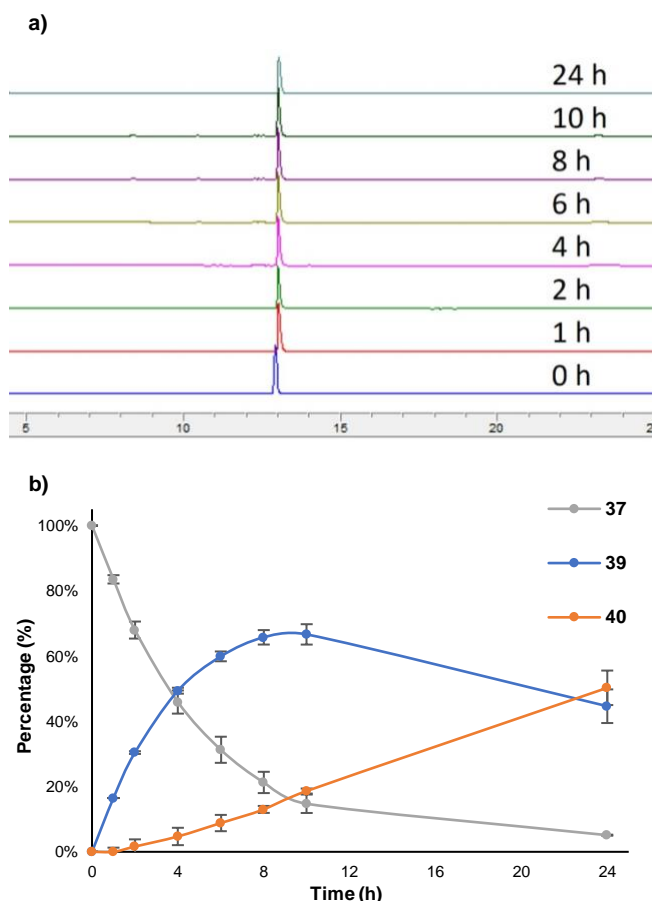 a)
24 h
10 h
8 h
6 h
4 h
2 h
1 h
0 h
5 10 15 20 2
b)
37
39
40
100%
80%
60%
40%
20%
0%
Percentage (%)
0 4 8 12 16 20 24
Time (h)